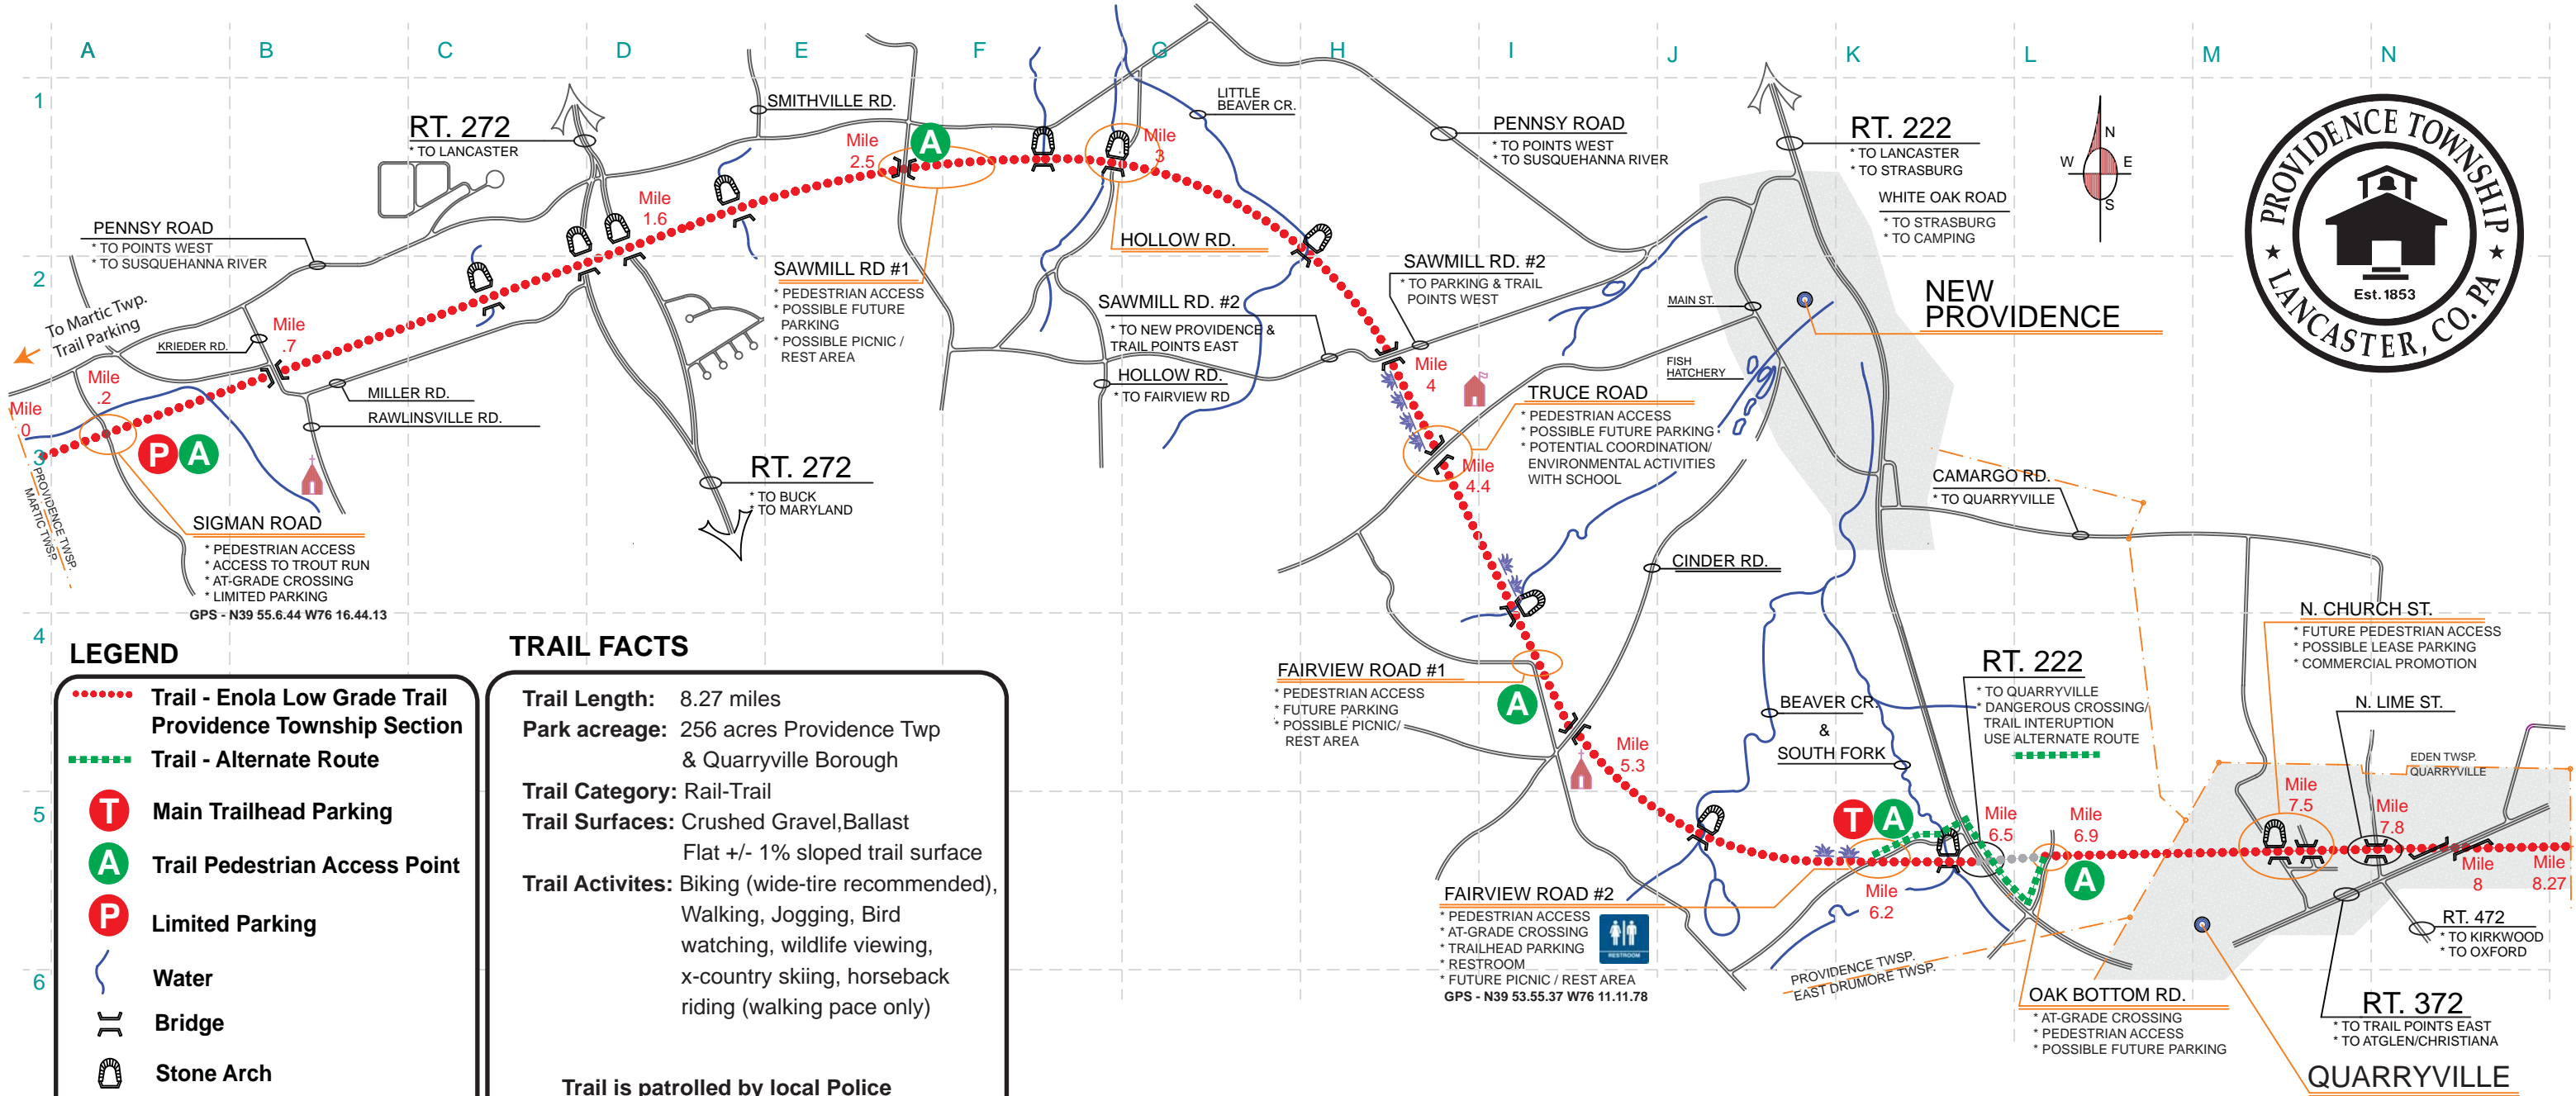 A B C D E F G H I J K L M N
1
2
3
4
5
6
RT. 272
* TO LANCASTER
SMITHVILLE RD.
LITTLE
BEAVER CR.
PENNSY ROAD
* TO POINTS WEST
* TO SUSQUEHANNA RIVER
RT. 222
* TO LANCASTER
* TO STRASBURG
WHITE OAK ROAD
* TO STRASBURG
* TO CAMPING
N
W E
S
PROVIDENCE TOWNSHIP
Est. 1853
★ LANCASTER, CO. PA ★
PENNSY ROAD
* TO POINTS WEST
* TO SUSQUEHANNA RIVER
To Martic Twp.
Trail Parking
KRIEDER RD.
Mile
0
Mile
.2
Mile
.7
Mile
1.6
Mile
2.5
A
Mile
3
HOLLOW RD.
SAWMILL RD #1
* PEDESTRIAN ACCESS
* POSSIBLE FUTURE
PARKING
* POSSIBLE PICNIC /
REST AREA
SAWMILL RD. #2
* TO NEW PROVIDENCE &
TRAIL POINTS EAST
SAWMILL RD. #2
* TO PARKING & TRAIL
POINTS WEST
HOLLOW RD.
* TO FAIRVIEW RD
MAIN ST.
NEW
PROVIDENCE
FISH
HATCHERY
MILLER RD.
RAWLINSVILLE RD.
P A
PROVIDENCE TWSP.
MARTIC TWSP.
SIGMAN ROAD
* PEDESTRIAN ACCESS
* ACCESS TO TROUT RUN
* AT-GRADE CROSSING
* LIMITED PARKING
GPS - N39 55.6.44 W76 16.44.13
RT. 272
* TO BUCK
* TO MARYLAND
Mile
4
TRUCE ROAD
* PEDESTRIAN ACCESS
* POSSIBLE FUTURE PARKING
* POTENTIAL COORDINATION/
ENVIRONMENTAL ACTIVITIES
WITH SCHOOL
Mile
4.4
CINDER RD.
CAMARGO RD.
* TO QUARRYVILLE
N. CHURCH ST.
* FUTURE PEDESTRIAN ACCESS
* POSSIBLE LEASE PARKING
* COMMERCIAL PROMOTION
FAIRVIEW ROAD #1
* PEDESTRIAN ACCESS
* FUTURE PARKING
* POSSIBLE PICNIC/
REST AREA
A
Mile
5.3
BEAVER CR.
&
SOUTH FORK
RT. 222
* TO QUARRYVILLE
* DANGEROUS CROSSING/
TRAIL INTERUPTION
USE ALTERNATE ROUTE
N. LIME ST.
EDEN TWSP.
QUARRYVILLE
T A
Mile
6.2
Mile
6.5
Mile
6.9
A
Mile
7.5
Mile
7.8
Mile
8
Mile
8.27
FAIRVIEW ROAD #2
* PEDESTRIAN ACCESS
* AT-GRADE CROSSING
* TRAILHEAD PARKING
* RESTROOM
* FUTURE PICNIC / REST AREA
GPS - N39 53.55.37 W76 11.11.78
RESTROOM
PROVIDENCE TWSP.
EAST DRUMORE TWSP.
OAK BOTTOM RD.
* AT-GRADE CROSSING
* PEDESTRIAN ACCESS
* POSSIBLE FUTURE PARKING
RT. 472
* TO KIRKWOOD
* TO OXFORD
RT. 372
* TO TRAIL POINTS EAST
* TO ATGLEN/CHRISTIANA
QUARRYVILLE
LEGEND
Trail - Enola Low Grade Trail
Providence Township Section
Trail - Alternate Route
T Main Trailhead Parking
A Trail Pedestrian Access Point
P Limited Parking
Water
Bridge
Stone Arch
TRAIL FACTS
Trail Length: 8.27 miles
Park acreage: 256 acres Providence Twp
& Quarryville Borough
Trail Category: Rail-Trail
Trail Surfaces: Crushed Gravel,Ballast
Flat +/- 1% sloped trail surface
Trail Activites: Biking (wide-tire recommended),
Walking, Jogging, Bird
watching, wildlife viewing,
x-country skiing, horseback
riding (walking pace only)
Trail is patrolled by local Police